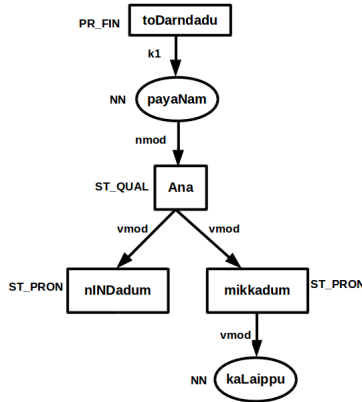 PR_FIN toDarndadu
k1
NN payaNam
nmod
ST_QUAL Ana
vmod vmod
ST_PRON nINDadum mikkadum ST_PRON
vmod
NN kaLaippu